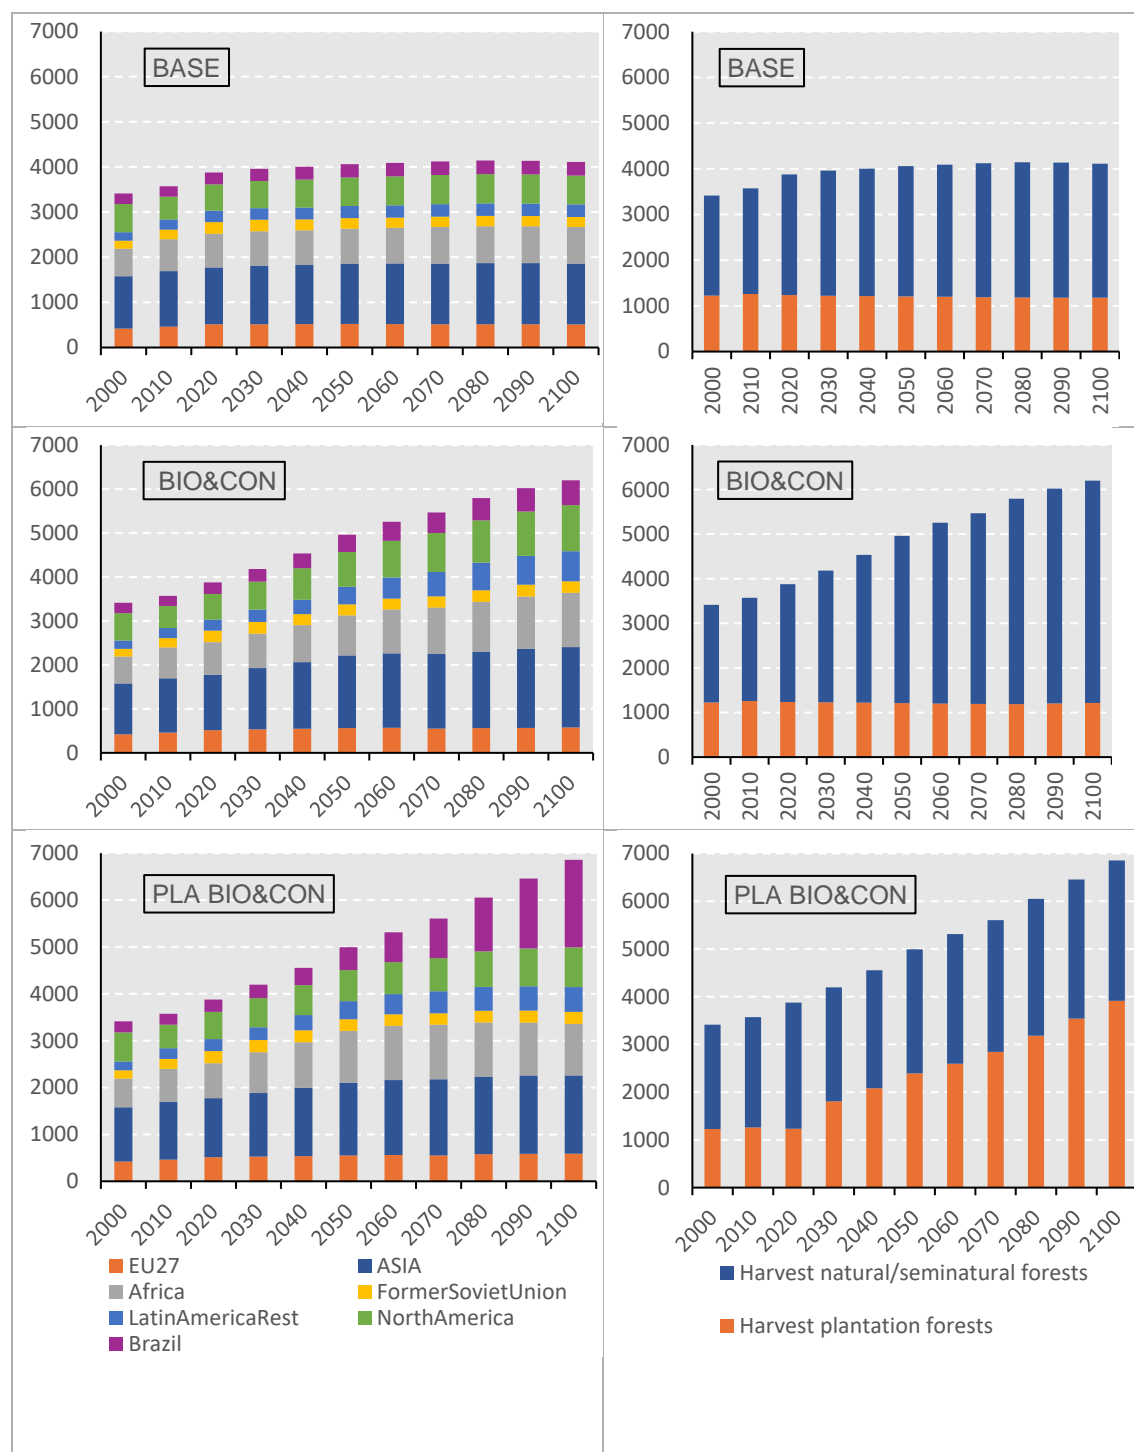 7000
6000
5000
4000
3000
2000
1000
0
BASE
2000 2010 2020 2030 2040 2050 2060 2070 2080 2090 2100
7000
6000
5000
4000
3000
2000
1000
0
BASE
2000 2010 2020 2030 2040 2050 2060 2070 2080 2090 2100
7000
6000
5000
4000
3000
2000
1000
0
BIO&CON
2000 2010 2020 2030 2040 2050 2060 2070 2080 2090 2100
7000
6000
5000
4000
3000
2000
1000
0
BIO&CON
2000 2010 2020 2030 2040 2050 2060 2070 2080 2090 2100
7000
6000
5000
4000
3000
2000
1000
0
PLA BIO&CON
2000 2010 2020 2030 2040 2050 2060 2070 2080 2090 2100
EU27 ASIA
Africa FormerSovietUnion
LatinAmericaRest NorthAmerica
Brazil
7000
6000
5000
4000
3000
2000
1000
0
PLA BIO&CON
2000 2010 2020 2030 2040 2050 2060 2070 2080 2090 2100
Harvest natural/seminatural forests
Harvest plantation forests